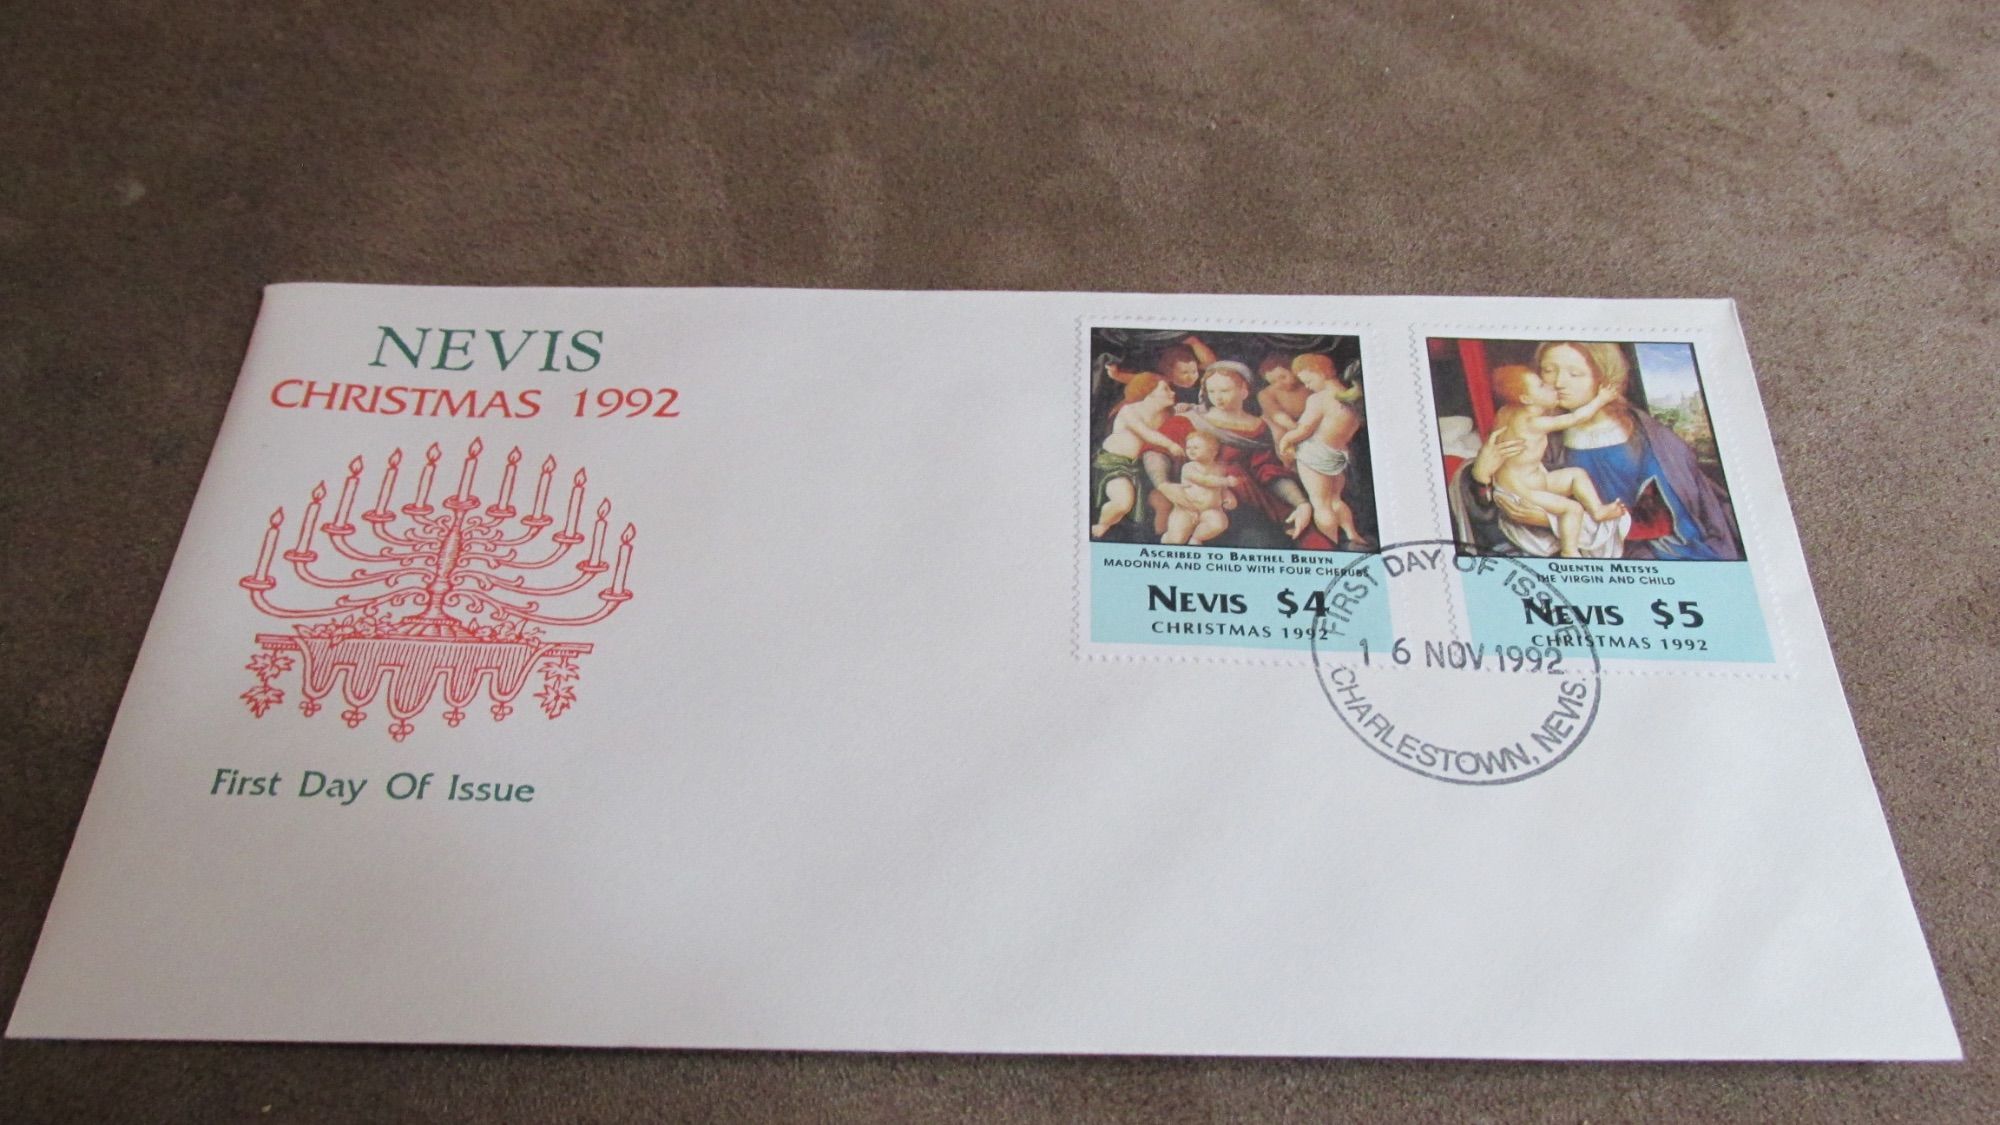 NEVIS
CHRISTMAS 1992
First Day Of Issue
ASCRIBED TO BARTHEL BRUYN
MADONNA AND CHILD WITH FOUR CHERUBS
NEVIS $4
CHRISTMAS 1992
QUENTIN METSYS
THE VIRGIN AND CHILD
NEVIS $5
CHRISTMAS 1992
FIRST DAY OF ISSUE
16 NOV. 1992
CHARLESTOWN, NEVIS.